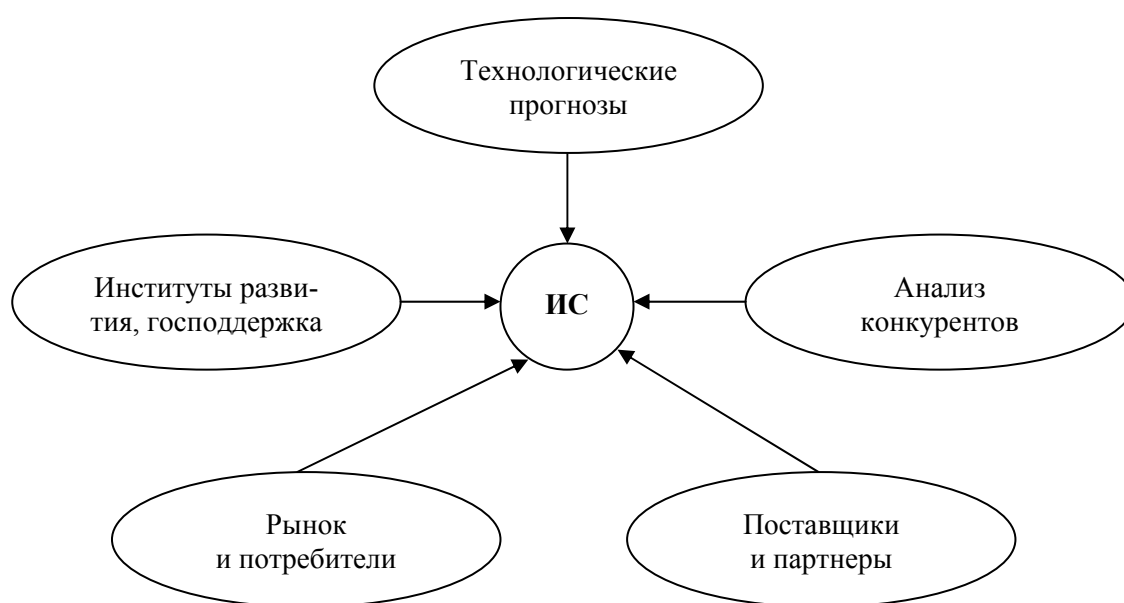 Технологические
прогнозы
Институты разви-
тия, господдержка
ИС
Анализ
конкурентов
Рынок
и потребители
Поставщики
и партнеры